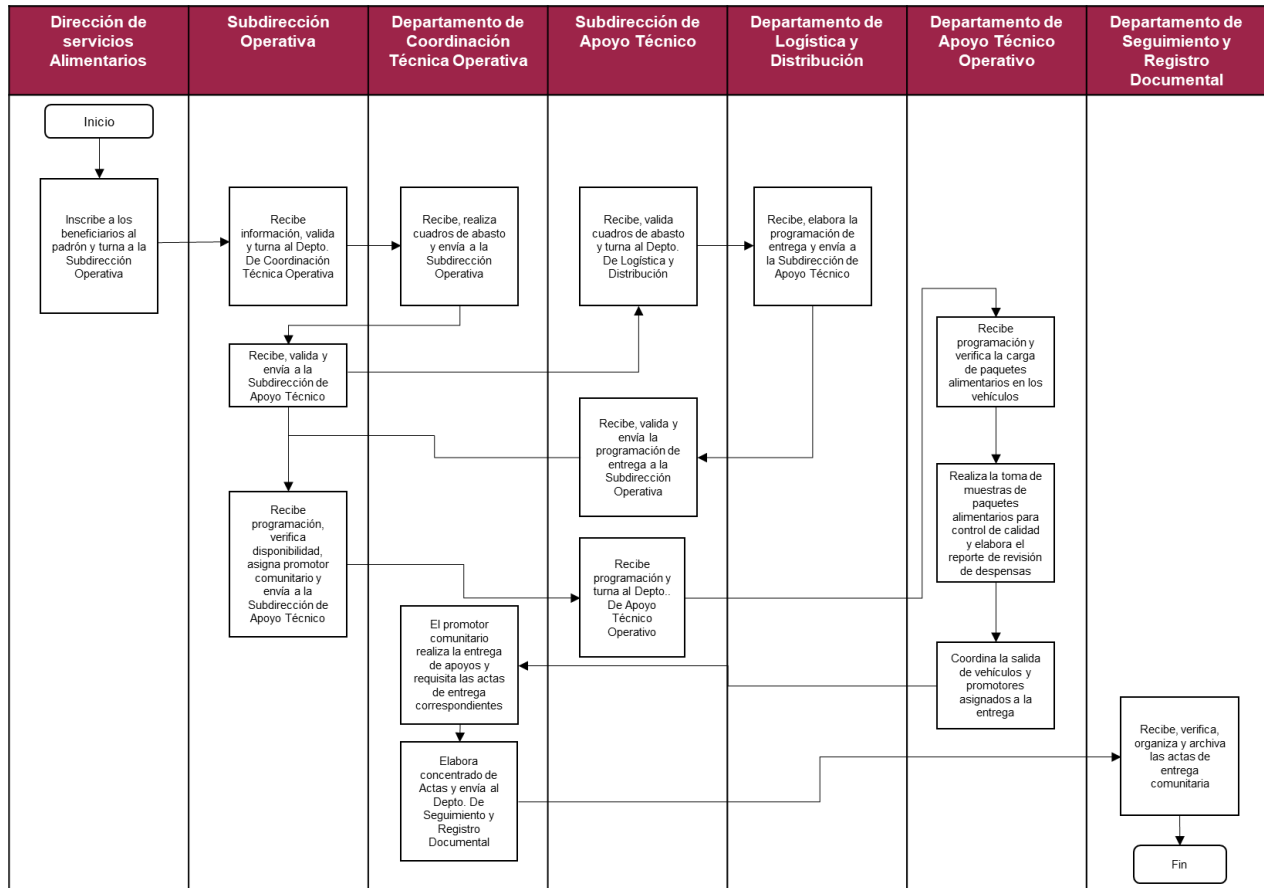 Dirección de
servicios
Alimentarios
Subdirección
Operativa
Departamento de
Coordinación
Técnica Operativa
Subdirección de
Apoyo Técnico
Departamento de
Logística y
Distribución
Departamento de
Apoyo Técnico
Operativo
Departamento de
Seguimiento y
Registro
Documental
Inicio
Inscribe a los
beneficiarios al
padrón y turna a la
Subdirección
Operativa
Recibe
información, valida
y turna al Depto.
De Coordinación
Técnica Operativa
Recibe, realiza
cuadros de abasto
y envía a la
Subdirección
Operativa
Recibe, valida
cuadros de abasto
y turna al Depto.
De Logística y
Distribución
Recibe, elabora la
programación de
entrega y envía a
la Subdirección de
Apoyo Técnico
Recibe, valida y
envía a la
Subdirección de
Apoyo Técnico
Recibe
programación y
verifica la carga
de paquetes
alimentarios en los
vehículos
Recibe, valida y
envía la
programación de
entrega a la
Subdirección
Operativa
Realiza la toma de
muestras de
paquetes
alimentarios para
control de calidad
y elabora el
reporte de revisión
de despensas
Recibe
programación,
verifica
disponibilidad,
asigna promotor
comunitario y
envía a la
Subdirección de
Apoyo Técnico
Recibe
programación y
turna al Depto..
De Apoyo
Técnico
Operativo
El promotor
comunitario
realiza la entrega
de apoyos y
requisita las actas
de entrega
correspondientes
Coordina la salida
de vehículos y
promotores
asignados a la
entrega
Elabora
concentrado de
Actas y envía al
Depto. De
Seguimiento y
Registro
Documental
Recibe, verifica,
organiza y archiva
las actas de
entrega
comunitaria
Fin